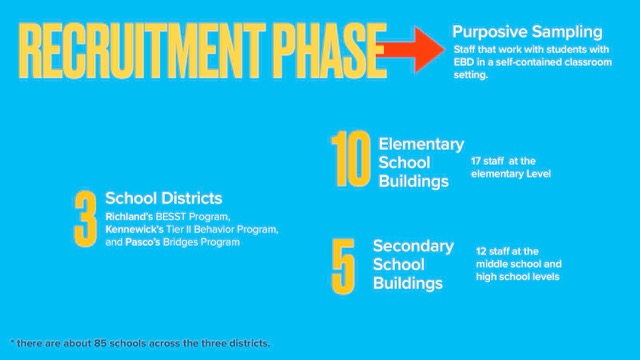 RECRUITMENT PHASE
Purposive Sampling
Staff that work with students with
EBD in a self-contained classroom
setting.
3
School Districts
Richland's BESST Program,
Kennewick's Tier II Behavior Program,
and Pasco's Bridges Program
10
Elementary
School
Buildings
17 staff at the
elementary Level
5
Secondary
School
Buildings
12 staff at the
middle school and
high school levels
* there are about 85 schools across the three districts.